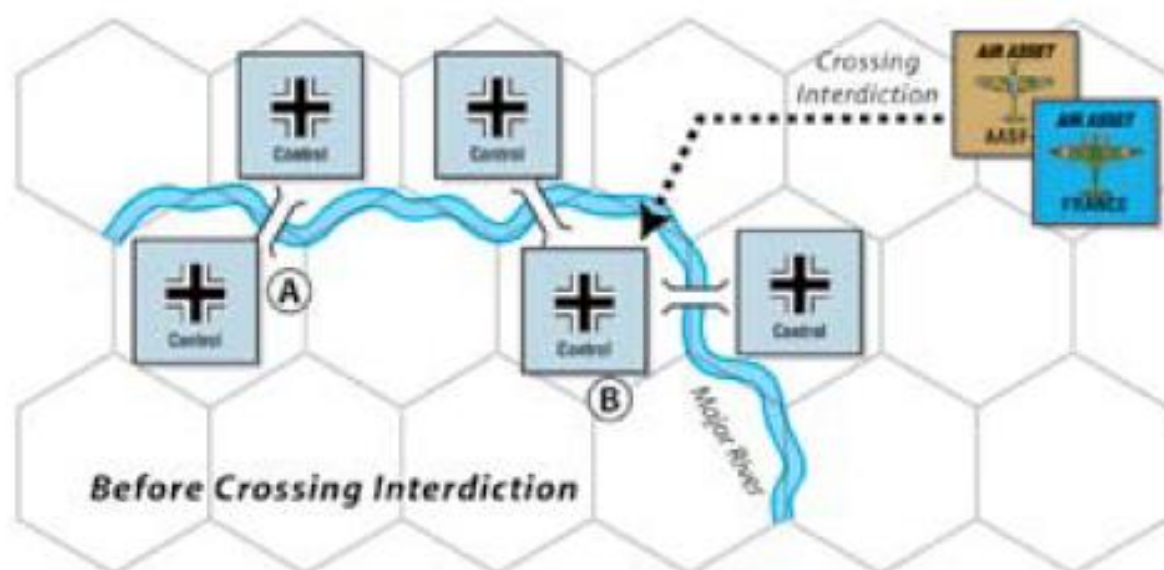 Crossing
Interdiction
AIR ASSET
AASF
AIR ASSET
FRANCE
Control
Control
Control
A
Control
B
Control
Major River
Before Crossing Interdiction